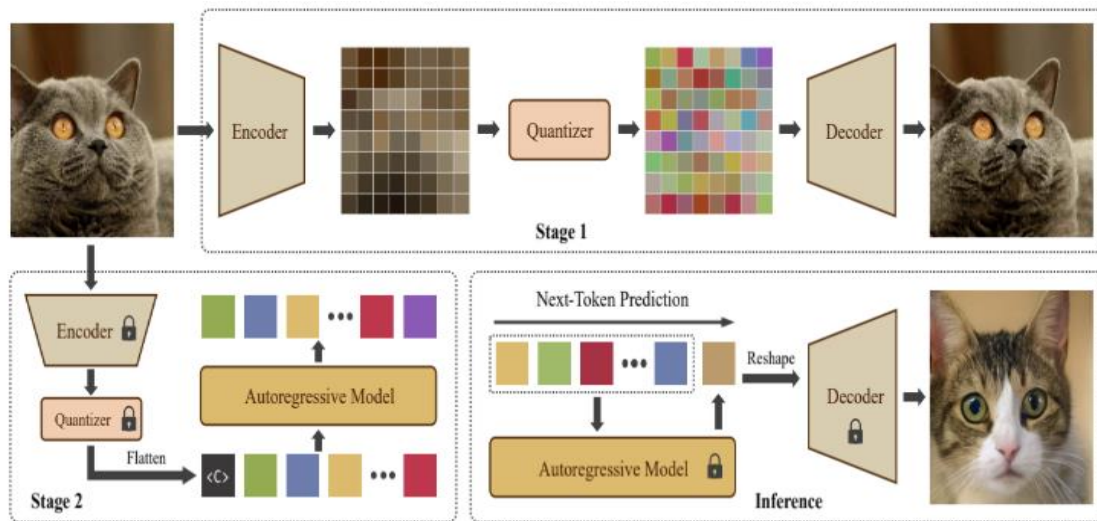 Encoder
Quantizer
Decoder
Stage 1
Encoder
Quantizer
Flatten
<C>
Autoregressive Model
Stage 2
Next-Token Prediction
Reshape
Autoregressive Model
Decoder
Inference